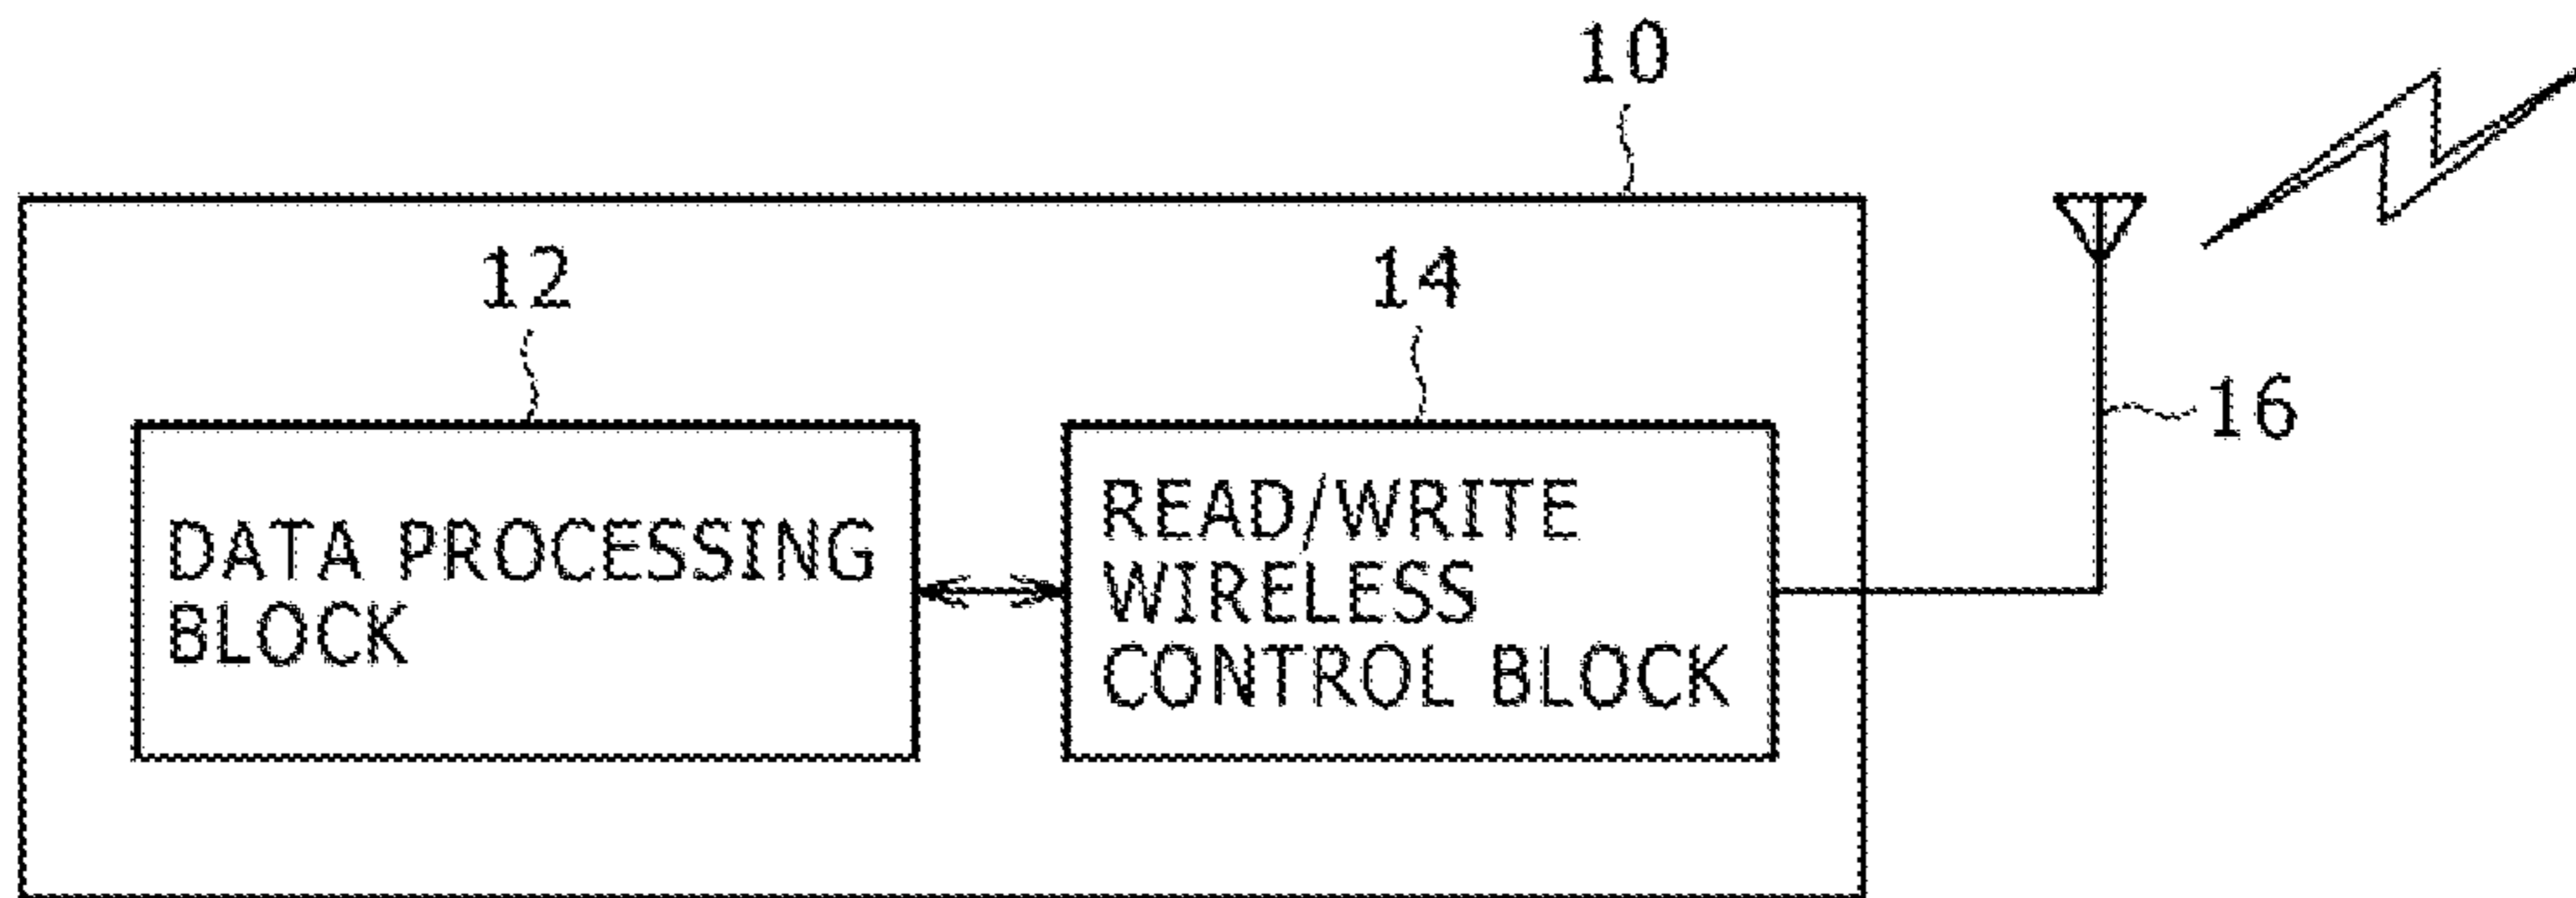 10
12
14
16
DATA PROCESSING
BLOCK
READ/WRITE
WIRELESS
CONTROL BLOCK